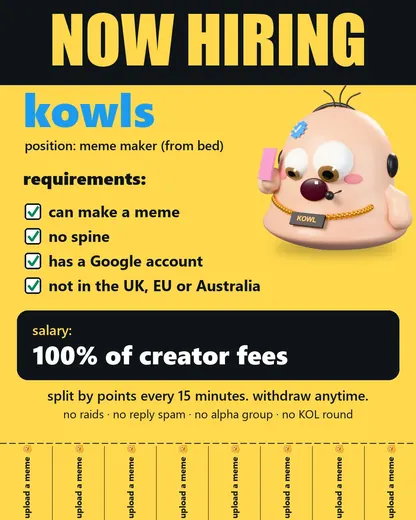 NOW HIRING
kowls
position: meme maker (from bed)
requirements:
can make a meme
no spine
has a Google account
not in the UK, EU or Australia
KOWL
salary:
100% of creator fees
split by points every 15 minutes. withdraw anytime.
no raids · no reply spam · no alpha group · no KOL round
upload a meme
upload a meme
upload a meme
upload a meme
upload a meme
upload a meme
upload a meme
upload a meme